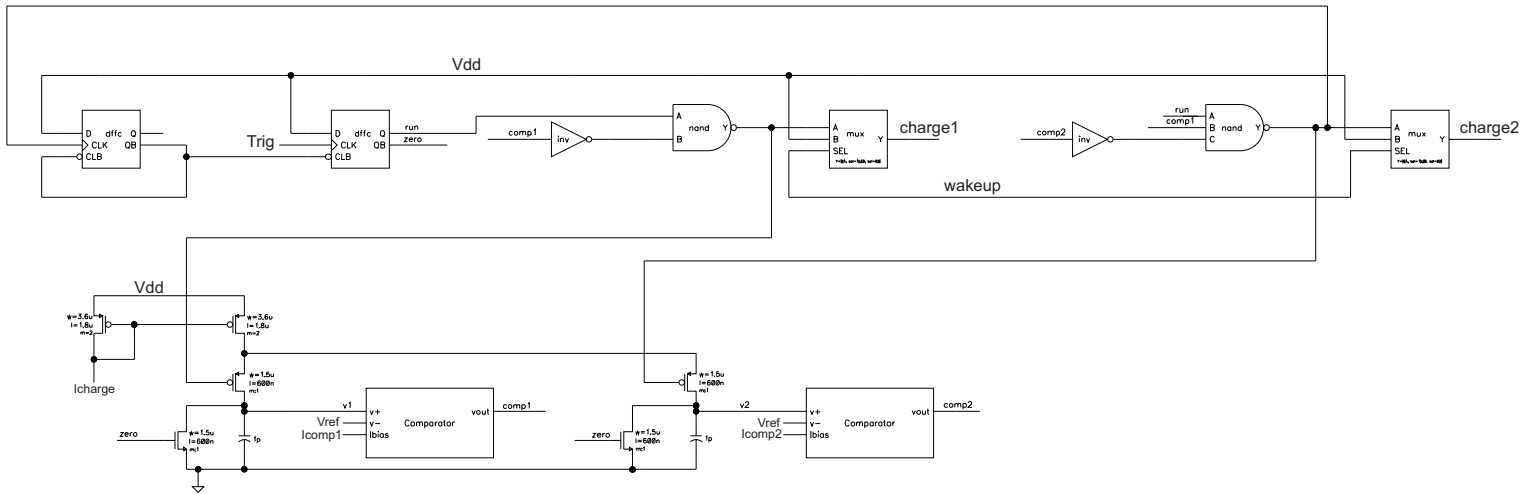 Vdd
D dffc Q
CLK QB
CLB
Trig
D dffc Q
CLK QB
CLB
run
zero
comp1
inv
A
B
nand Y
A
B mux Y
SEL
charge1
wakeup
comp2
inv
run
comp1
A
B nand Y
C
A
B mux Y
SEL
charge2
Vdd
w=3.6u
l=1.8u
m=2
w=3.6u
l=1.8u
m=2
Icharge
w=1.5u
l=600n
m=1
w=1.5u
l=600n
m=1
zero
w=1.5u
l=600n
m=1
1p
v1
Vref
Icomp1
v+
v-
Ibias
Comparator
vout
comp1
zero
w=1.5u
l=600n
m=1
1p
v2
Vref
Icomp2
v+
v-
Ibias
Comparator
vout
comp2